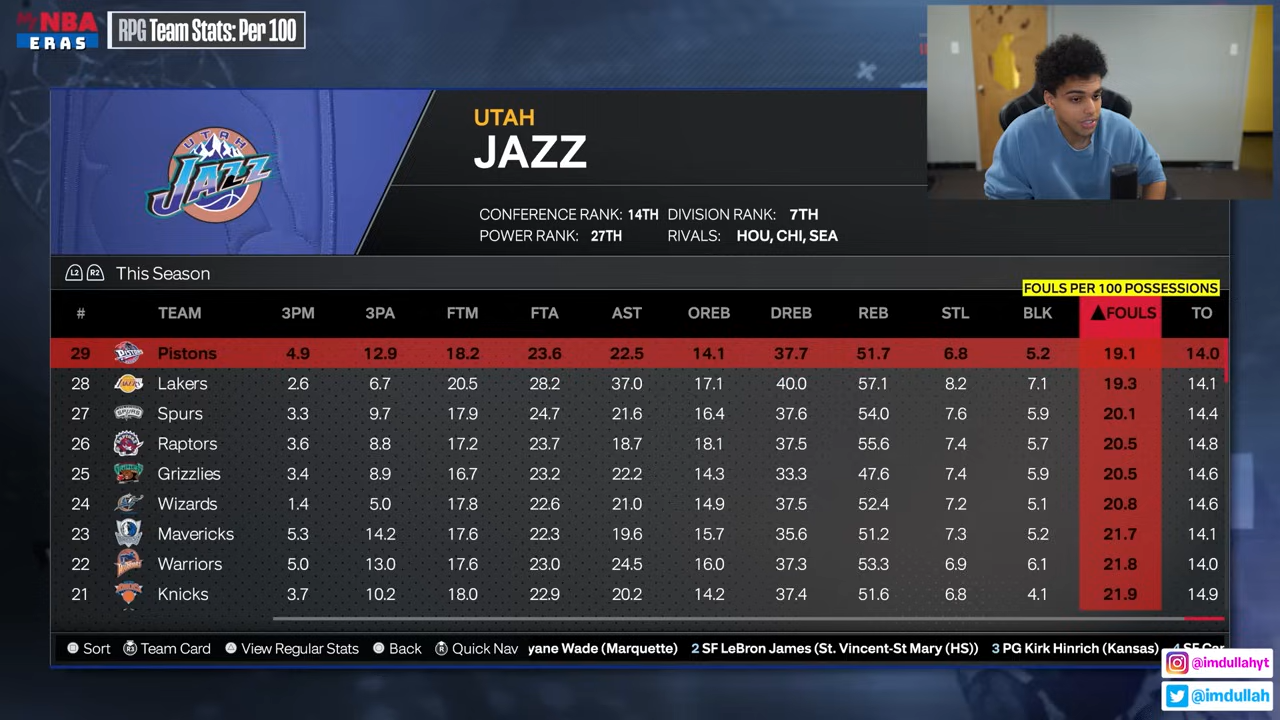 MyNBA
ERAS
RPG Team Stats: Per 100
UTAH
JAZZ
UTAH
JAZZ
CONFERENCE RANK: 14TH DIVISION RANK: 7TH
POWER RANK: 27TH RIVALS: HOU, CHI, SEA
L2 R2 This Season
FOULS PER 100 POSSESSIONS
# TEAM 3PM 3PA FTM FTA AST OREB DREB REB STL BLK ▲FOULS TO
29 Pistons 4.9 12.9 18.2 23.6 22.5 14.1 37.7 51.7 6.8 5.2 19.1 14.0
28 Lakers 2.6 6.7 20.5 28.2 37.0 17.1 40.0 57.1 8.2 7.1 19.3 14.1
27 Spurs 3.3 9.7 17.9 24.7 21.6 16.4 37.6 54.0 7.6 5.9 20.1 14.4
26 Raptors 3.6 8.8 17.2 23.7 18.7 18.1 37.5 55.6 7.4 5.7 20.5 14.8
25 Grizzlies 3.4 8.9 16.7 23.2 22.2 14.3 33.3 47.6 7.4 5.9 20.5 14.6
24 Wizards 1.4 5.0 17.8 22.6 21.0 14.9 37.5 52.4 7.2 5.1 20.8 14.6
23 Mavericks 5.3 14.2 17.6 22.3 19.6 15.7 35.6 51.2 7.3 5.2 21.7 14.1
22 Warriors 5.0 13.0 17.6 23.0 24.5 16.0 37.3 53.3 6.9 6.1 21.8 14.0
21 Knicks 3.7 10.2 18.0 22.9 20.2 14.2 37.4 51.6 6.8 4.1 21.9 14.9
Sort Team Card View Regular Stats Back R Quick Nav yane Wade (Marquette) 2 SF LeBron James (St. Vincent-St Mary (HS)) 3 PG Kirk Hinrich (Kansas) 4 SF Car
@imdullahyt
@imdullah